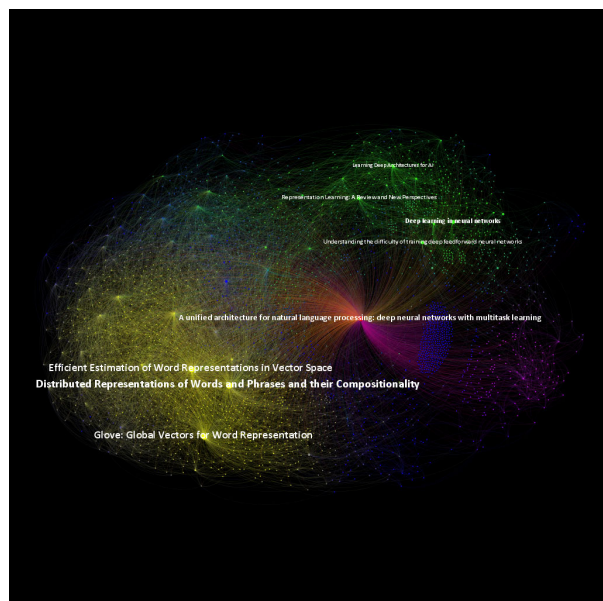 Learning Deep Architectures for AI
Representation Learning: A Review and New Perspectives
Deep learning in neural networks
Understanding the difficulty of training deep feedforward neural networks
A unified architecture for natural language processing: deep neural networks with multitask learning
Efficient Estimation of Word Representations in Vector Space
Distributed Representations of Words and Phrases and their Compositionality
Glove: Global Vectors for Word Representation